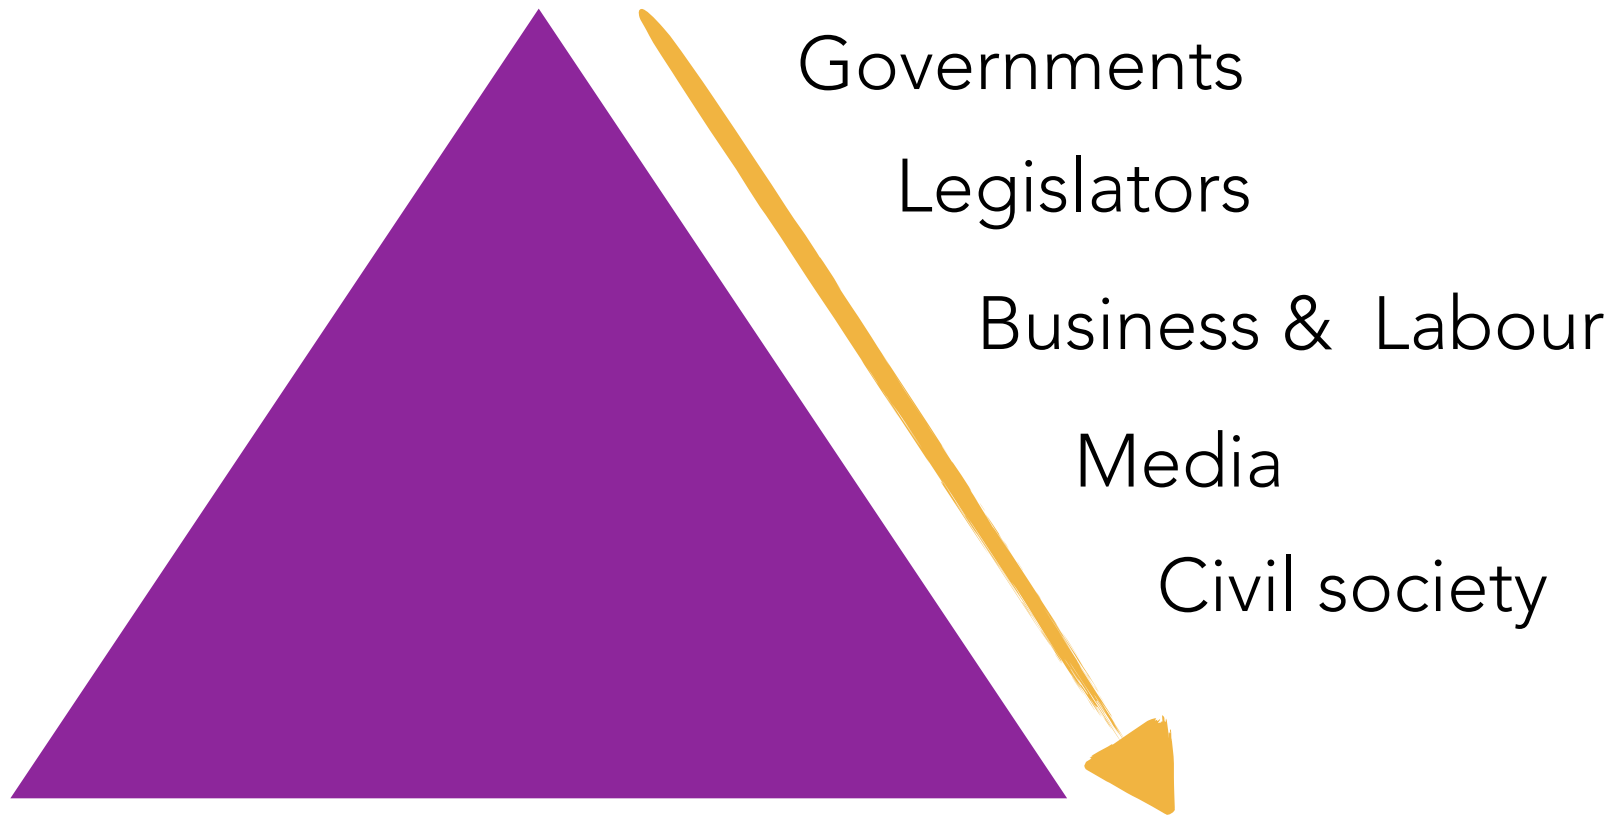 Governments
Legislators
Business & Labour
Media
Civil society